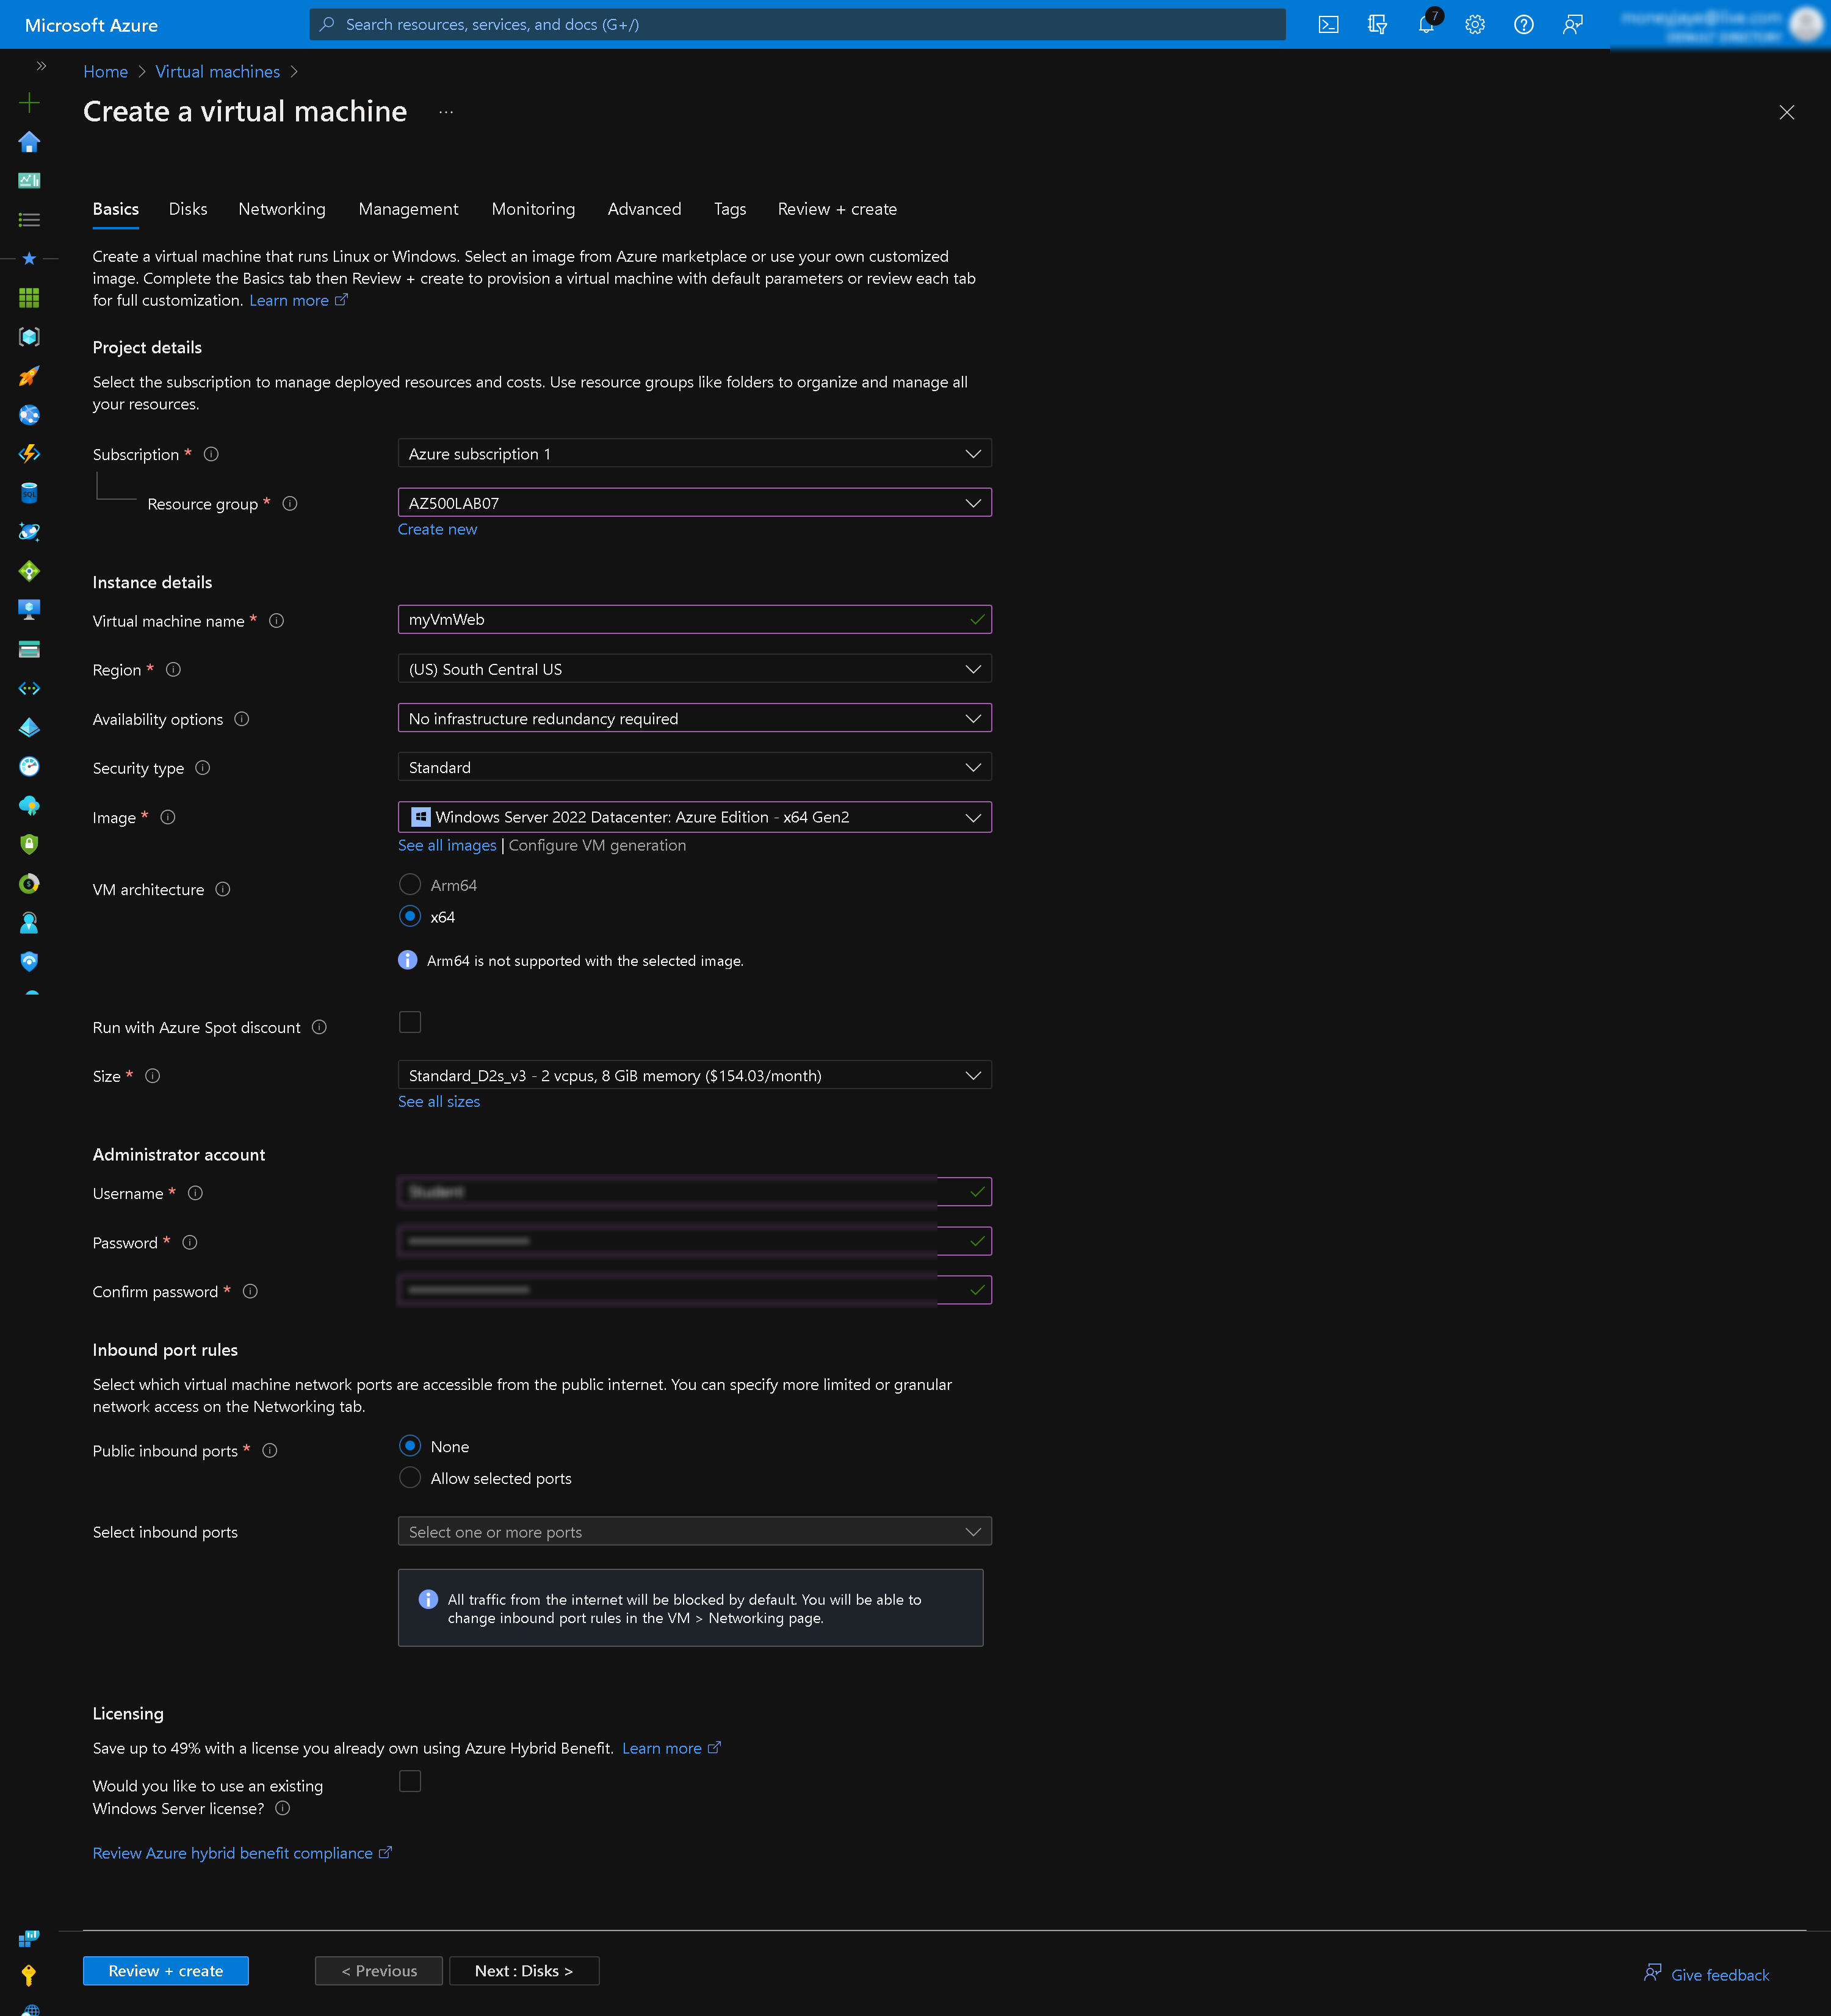 Microsoft Azure
Search resources, services, and docs (G+/)
7
Home > Virtual machines >
Create a virtual machine ...
Basics Disks Networking Management Monitoring Advanced Tags Review + create
Create a virtual machine that runs Linux or Windows. Select an image from Azure marketplace or use your own customized
image. Complete the Basics tab then Review + create to provision a virtual machine with default parameters or review each tab
for full customization. Learn more
Project details
Select the subscription to manage deployed resources and costs. Use resource groups like folders to organize and manage all
your resources.
Subscription * Azure subscription 1
Resource group * AZ500LAB07
Create new
Instance details
Virtual machine name * myVmWeb
Region * (US) South Central US
Availability options No infrastructure redundancy required
Security type Standard
Image * Windows Server 2022 Datacenter: Azure Edition - x64 Gen2
See all images | Configure VM generation
VM architecture Arm64
x64
Arm64 is not supported with the selected image.
Run with Azure Spot discount
Size * Standard_D2s_v3 - 2 vcpus, 8 GiB memory ($154.03/month)
See all sizes
Administrator account
Username *
Password *
Confirm password *
Inbound port rules
Select which virtual machine network ports are accessible from the public internet. You can specify more limited or granular
network access on the Networking tab.
Public inbound ports * None
Allow selected ports
Select inbound ports Select one or more ports
All traffic from the internet will be blocked by default. You will be able to
change inbound port rules in the VM > Networking page.
Licensing
Save up to 49% with a license you already own using Azure Hybrid Benefit. Learn more
Would you like to use an existing
Windows Server license?
Review Azure hybrid benefit compliance
Review + create < Previous Next : Disks > Give feedback